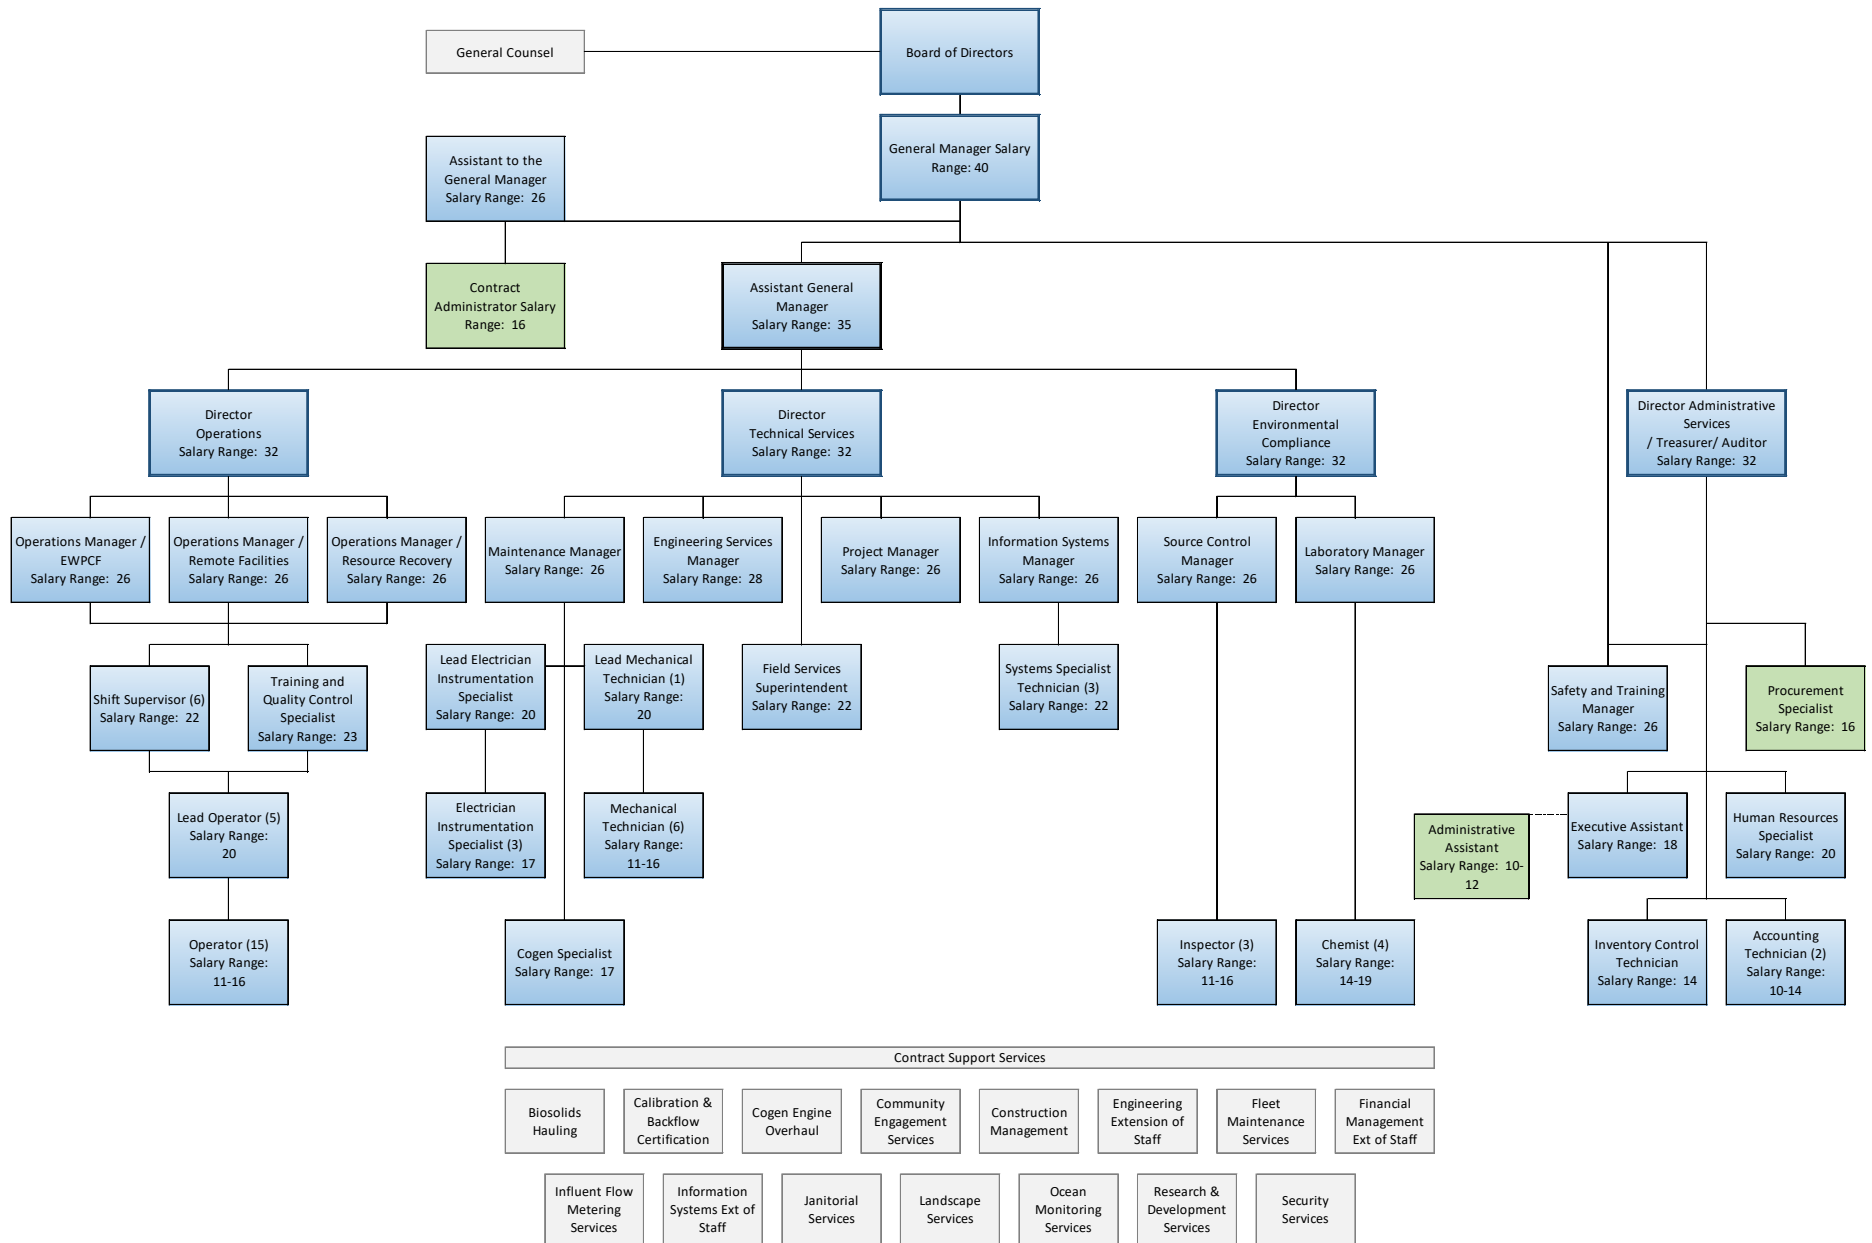 General Counsel
Board of Directors
General Manager Salary
Range: 40
Assistant to the
General Manager
Salary Range: 26
Contract
Administrator Salary
Range: 16
Assistant General
Manager
Salary Range: 35
Director
Operations
Salary Range: 32
Director
Technical Services
Salary Range: 32
Director
Environmental
Compliance
Salary Range: 32
Director Administrative
Services
/ Treasurer/ Auditor
Salary Range: 32
Operations Manager /
EWPCF
Salary Range: 26
Operations Manager /
Remote Facilities
Salary Range: 26
Operations Manager /
Resource Recovery
Salary Range: 26
Maintenance Manager
Salary Range: 26
Engineering Services
Manager
Salary Range: 28
Project Manager
Salary Range: 26
Information Systems
Manager
Salary Range: 26
Source Control
Manager
Salary Range: 26
Laboratory Manager
Salary Range: 26
Shift Supervisor (6)
Salary Range: 22
Training and
Quality Control
Specialist
Salary Range: 23
Lead Electrician
Instrumentation
Specialist
Salary Range: 20
Lead Mechanical
Technician (1)
Salary Range:
20
Field Services
Superintendent
Salary Range: 22
Systems Specialist
Technician (3)
Salary Range: 22
Safety and Training
Manager
Salary Range: 26
Procurement
Specialist
Salary Range: 16
Lead Operator (5)
Salary Range:
20
Electrician
Instrumentation
Specialist (3)
Salary Range: 17
Mechanical
Technician (6)
Salary Range:
11-16
Administrative
Assistant
Salary Range: 10-
12
Executive Assistant
Salary Range: 18
Human Resources
Specialist
Salary Range: 20
Operator (15)
Salary Range:
11-16
Cogen Specialist
Salary Range: 17
Inspector (3)
Salary Range:
11-16
Chemist (4)
Salary Range:
14-19
Inventory Control
Technician
Salary Range: 14
Accounting
Technician (2)
Salary Range:
10-14
Contract Support Services
Biosolids
Hauling
Calibration &
Backflow
Certification
Cogen Engine
Overhaul
Community
Engagement
Services
Construction
Management
Engineering
Extension of
Staff
Fleet
Maintenance
Services
Financial
Management
Ext of Staff
Influent Flow
Metering
Services
Information
Systems Ext of
Staff
Janitorial
Services
Landscape
Services
Ocean
Monitoring
Services
Research &
Development
Services
Security
Services